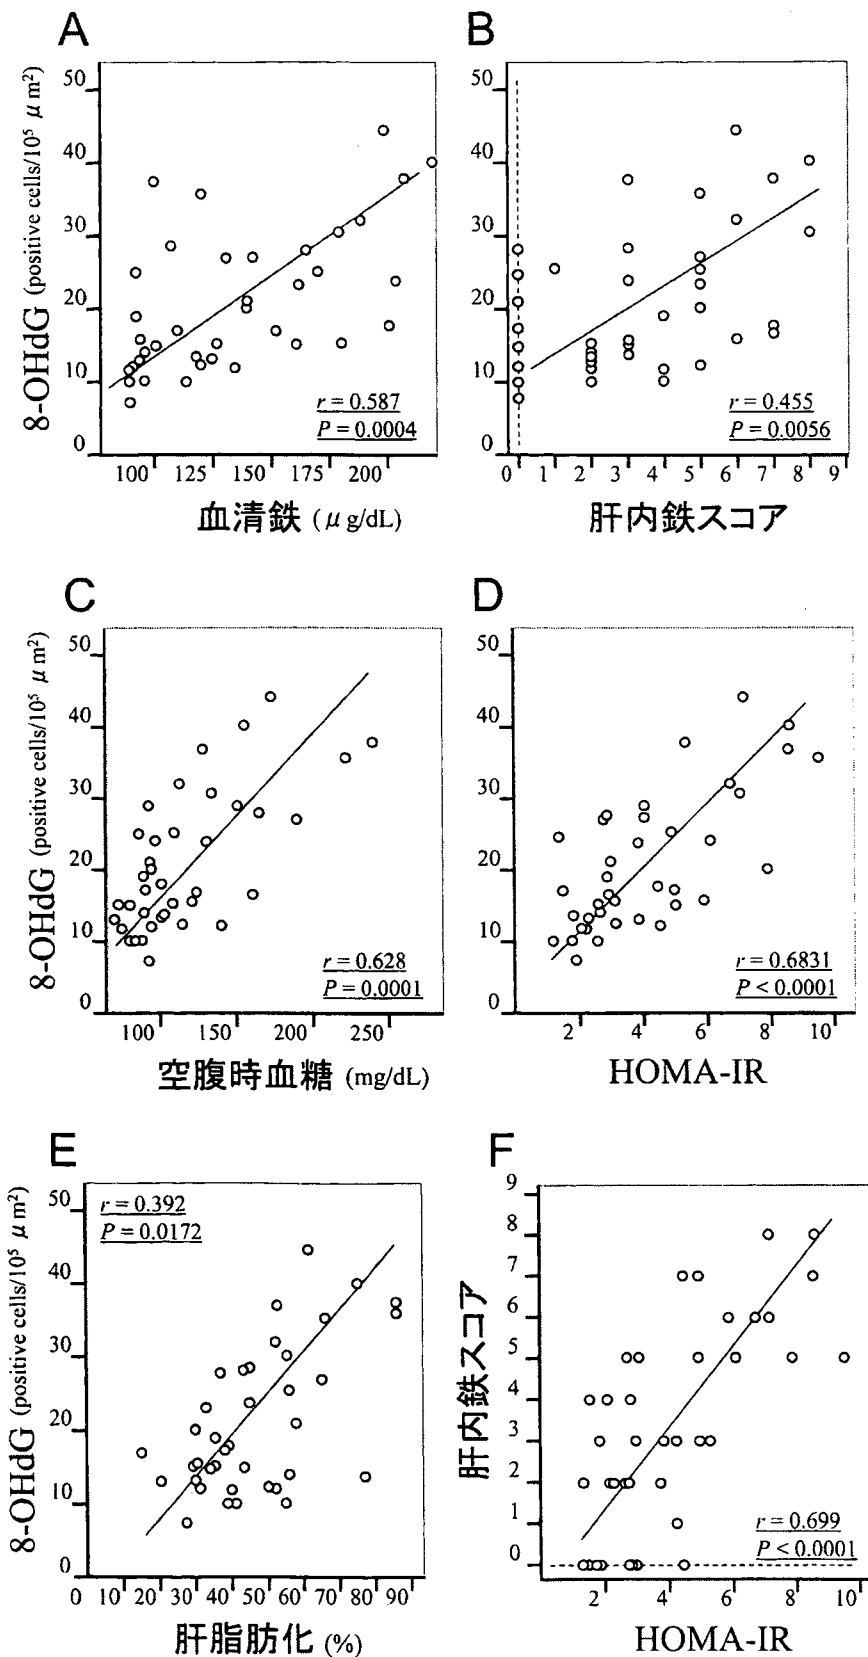 A
8-OHdG (positive cells/10⁵ μm²)
50
40
30
20
10
0
r = 0.587
P = 0.0004
100 125 150 175 200
血清鉄 (μg/dL)
B
50
40
30
20
10
0
r = 0.455
P = 0.0056
0 1 2 3 4 5 6 7 8 9
肝内鉄スコア
C
8-OHdG (positive cells/10⁵ μm²)
50
40
30
20
10
0
r = 0.628
P = 0.0001
100 150 200 250
空腹時血糖 (mg/dL)
D
50
40
30
20
10
0
r = 0.6831
P < 0.0001
2 4 6 8 10
HOMA-IR
E
8-OHdG (positive cells/10⁵ μm²)
50
40
30
20
10
0
r = 0.392
P = 0.0172
0 10 20 30 40 50 60 70 80 90
肝脂肪化 (%)
F
肝内鉄スコア
9
8
7
6
5
4
3
2
1
0
r = 0.699
P < 0.0001
2 4 6 8 10
HOMA-IR